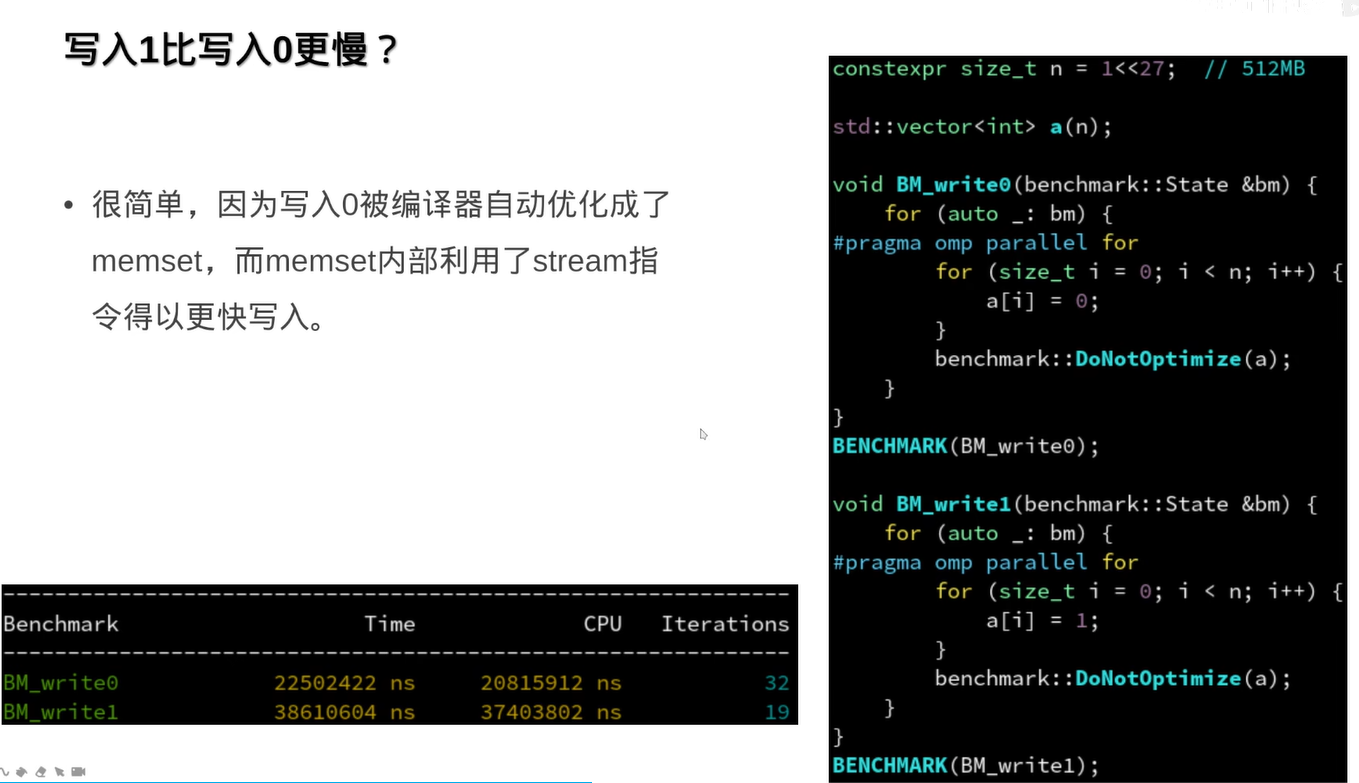 写入1比写入0更慢？
• 很简单，因为写入0被编译器自动优化成了
memset，而memset内部利用了stream指
令得以更快写入。
---------------------------------------------------------------
Benchmark Time CPU Iterations
---------------------------------------------------------------
BM_write0 22502422 ns 20815912 ns 32
BM_write1 38610604 ns 37403802 ns 19
constexpr size_t n = 1<<27; // 512MB
std::vector<int> a(n);
void BM_write0(benchmark::State &bm) {
for (auto _: bm) {
#pragma omp parallel for
for (size_t i = 0; i < n; i++) {
a[i] = 0;
}
benchmark::DoNotOptimize(a);
}
}
BENCHMARK(BM_write0);
void BM_write1(benchmark::State &bm) {
for (auto _: bm) {
#pragma omp parallel for
for (size_t i = 0; i < n; i++) {
a[i] = 1;
}
benchmark::DoNotOptimize(a);
}
}
BENCHMARK(BM_write1);